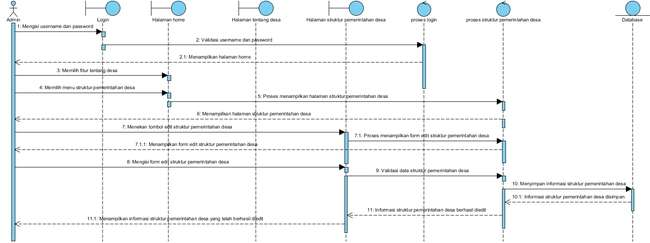 Admin
Login
Halaman home
Halaman tentang desa
Halaman struktur pemerintahan desa
proses login
proses struktur pemerintahan desa
Database
1: Mengisi username dan password
2: Validasi username dan password
2.1: Menampilkan halaman home
3: Memilih fitur tentang desa
4: Memilih menu struktur pemerintahan desa
5: Proses menampilkan halaman struktur pemerintahan desa
6: Menampilkan halaman struktur pemerintahan desa
7: Menekan tombol edit struktur pemerintahan desa
7.1: Proses menampilkan form edit struktur pemerintahan desa
7.1.1: Menampilkan form edit struktur pemerintahan desa
8: Mengisi form edit struktur pemerintahan desa
9: Validasi data struktur pemerintahan desa
10: Menyimpan informasi struktur pemerintahan desa
10.1: Informasi struktur pemerintahan desa disimpan
11: Informasi struktur pemerintahan desa berhasil diedit
11.1: Menampilkan informasi struktur pemerintahan desa yang telah berhasil diedit